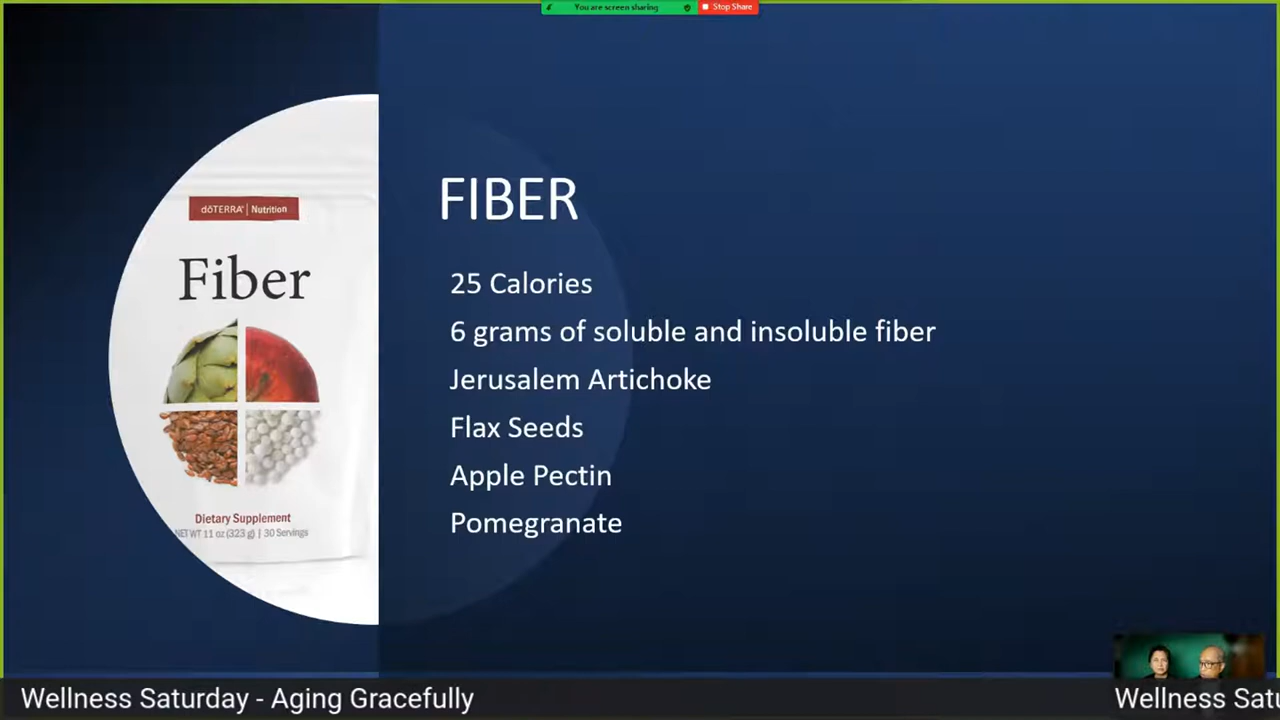 You are screen sharing
Stop Share
dōTERRA® | Nutrition
Fiber
Dietary Supplement
NET WT 11 oz (323 g) | 30 Servings
FIBER
25 Calories
6 grams of soluble and insoluble fiber
Jerusalem Artichoke
Flax Seeds
Apple Pectin
Pomegranate
Wellness Saturday - Aging Gracefully
Wellness Satu